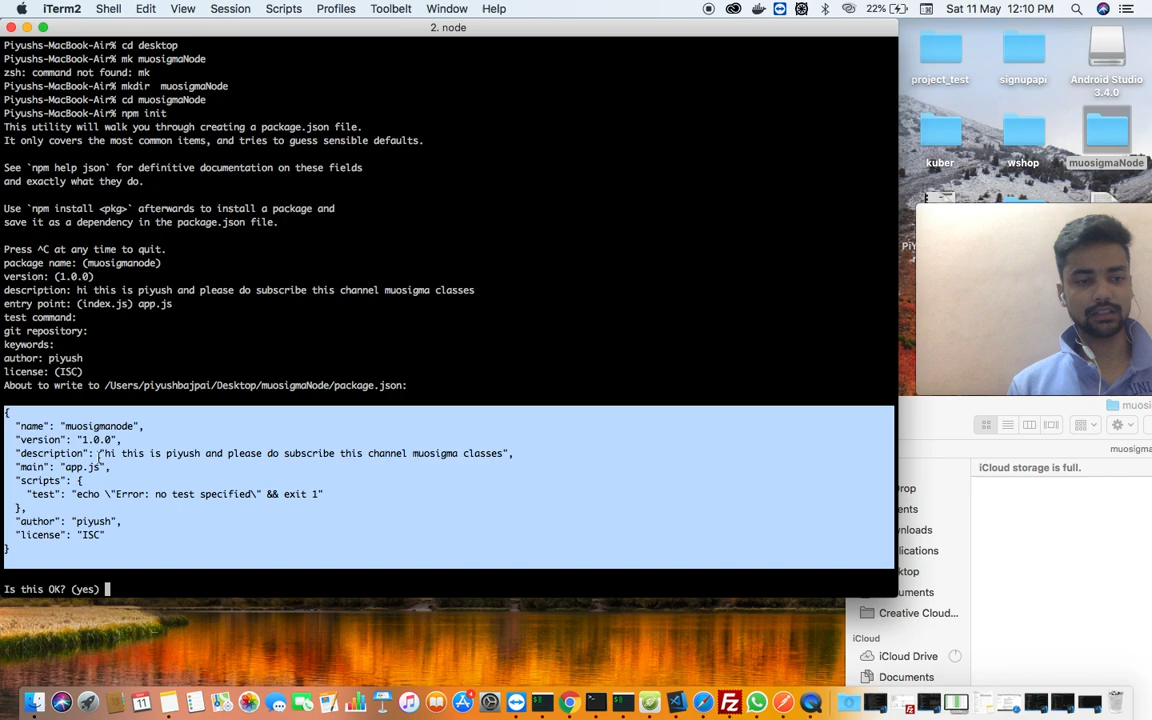 iTerm2 Shell Edit View Session Scripts Profiles Toolbelt Window Help 22% Sat 11 May 12:10 PM
2. node
Piyushs-MacBook-Air% cd desktop
Piyushs-MacBook-Air% mk muosigmaNode
zsh: command not found: mk
Piyushs-MacBook-Air% mkdir  muosigmaNode
Piyushs-MacBook-Air% cd muosigmaNode
Piyushs-MacBook-Air% npm init
This utility will walk you through creating a package.json file.
It only covers the most common items, and tries to guess sensible defaults.
See `npm help json` for definitive documentation on these fields
and exactly what they do.
Use `npm install <pkg>` afterwards to install a package and
save it as a dependency in the package.json file.
Press ^C at any time to quit.
package name: (muosigmanode)
version: (1.0.0)
description: hi this is piyush and please do subscribe this channel muosigma classes
entry point: (index.js) app.js
test command:
git repository:
keywords:
author: piyush
license: (ISC)
About to write to /Users/piyushbajpai/Desktop/muosigmaNode/package.json:
{
"name": "muosigmanode",
"version": "1.0.0",
"description": "hi this is piyush and please do subscribe this channel muosigma classes",
"main": "app.js",
"scripts": {
"test": "echo \"Error: no test specified\" && exit 1"
},
"author": "piyush",
"license": "ISC"
}
Is this OK? (yes)
project_test
signupapi
Android Studio
3.4.0
kuber
wshop
muosigmaNode
muosi
muosigma
iCloud storage is full.
Drop
ents
wnloads
lications
ktop
uments
Creative Cloud...
iCloud
iCloud Drive
Documents